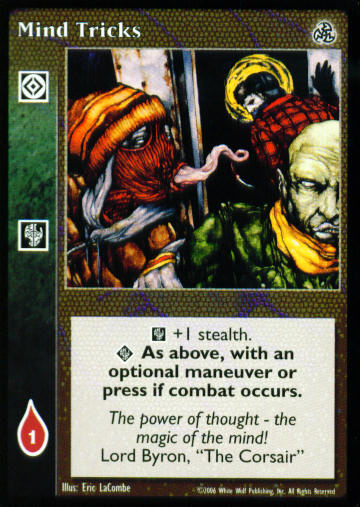 Mind Tricks
+1 stealth.
As above, with an
optional maneuver or
press if combat occurs.
The power of thought - the
magic of the mind!
Lord Byron, “The Corsair”
1
Illus: Eric LaCombe ©2006 White Wolf Publishing, Inc. All Rights Reserved